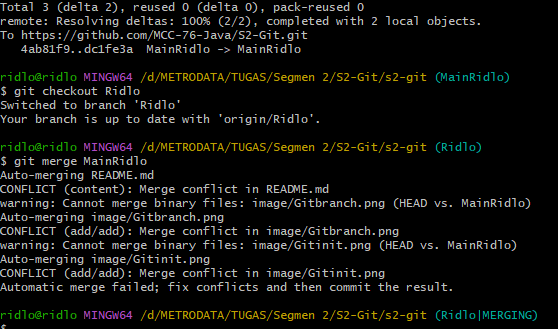 Total 3 (delta 2), reused 0 (delta 0), pack-reused 0
remote: Resolving deltas: 100% (2/2), completed with 2 local objects.
To https://github.com/MCC-76-Java/S2-Git.git
   4ab81f9..dc1fe3a  MainRidlo -> MainRidlo
ridlo@ridlo MINGW64 /d/METRODATA/TUGAS/Segmen 2/S2-Git/s2-git (MainRidlo)
$ git checkout Ridlo
Switched to branch 'Ridlo'
Your branch is up to date with 'origin/Ridlo'.
ridlo@ridlo MINGW64 /d/METRODATA/TUGAS/Segmen 2/S2-Git/s2-git (Ridlo)
$ git merge MainRidlo
Auto-merging README.md
CONFLICT (content): Merge conflict in README.md
warning: Cannot merge binary files: image/Gitbranch.png (HEAD vs. MainRidlo)
Auto-merging image/Gitbranch.png
CONFLICT (add/add): Merge conflict in image/Gitbranch.png
warning: Cannot merge binary files: image/Gitinit.png (HEAD vs. MainRidlo)
Auto-merging image/Gitinit.png
CONFLICT (add/add): Merge conflict in image/Gitinit.png
Automatic merge failed; fix conflicts and then commit the result.
ridlo@ridlo MINGW64 /d/METRODATA/TUGAS/Segmen 2/S2-Git/s2-git (Ridlo|MERGING)
$